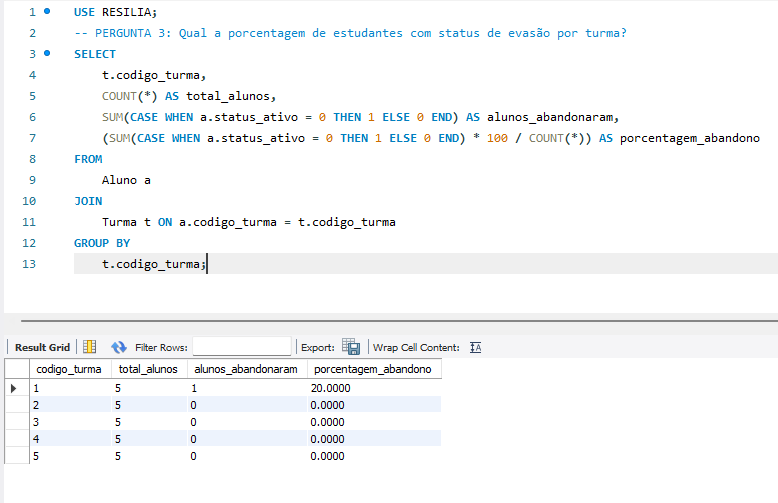 1 USE RESILIA;
2 -- PERGUNTA 3: Qual a porcentagem de estudantes com status de evasão por turma?
3 SELECT
4 t.codigo_turma,
5 COUNT(*) AS total_alunos,
6 SUM(CASE WHEN a.status_ativo = 0 THEN 1 ELSE 0 END) AS alunos_abandonaram,
7 (SUM(CASE WHEN a.status_ativo = 0 THEN 1 ELSE 0 END) * 100 / COUNT(*)) AS porcentagem_abandono
8 FROM
9 Aluno a
10 JOIN
11 Turma t ON a.codigo_turma = t.codigo_turma
12 GROUP BY
13 t.codigo_turma;
Result Grid Filter Rows: Export: Wrap Cell Content:
codigo_turma total_alunos alunos_abandonaram porcentagem_abandono
1 5 1 20.0000
2 5 0 0.0000
3 5 0 0.0000
4 5 0 0.0000
5 5 0 0.0000